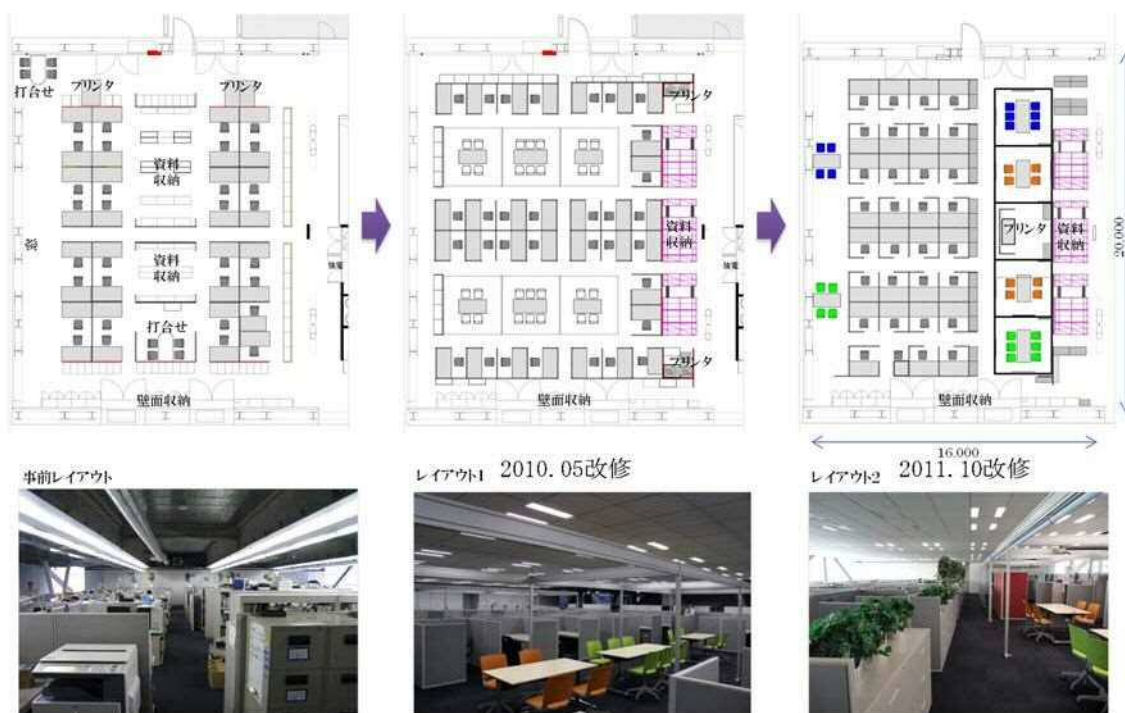 打合せ
プリンタ
プリンタ
資料
収納
窓
資料
収納
打合せ
壁面収納
プリンタ
資料
収納
プリンタ
壁面収納
プリンタ
資料
収納
壁面収納
20.000
16.000
事前レイアウト
レイアウト1 2010.05改修
レイアウト2 2011.10改修